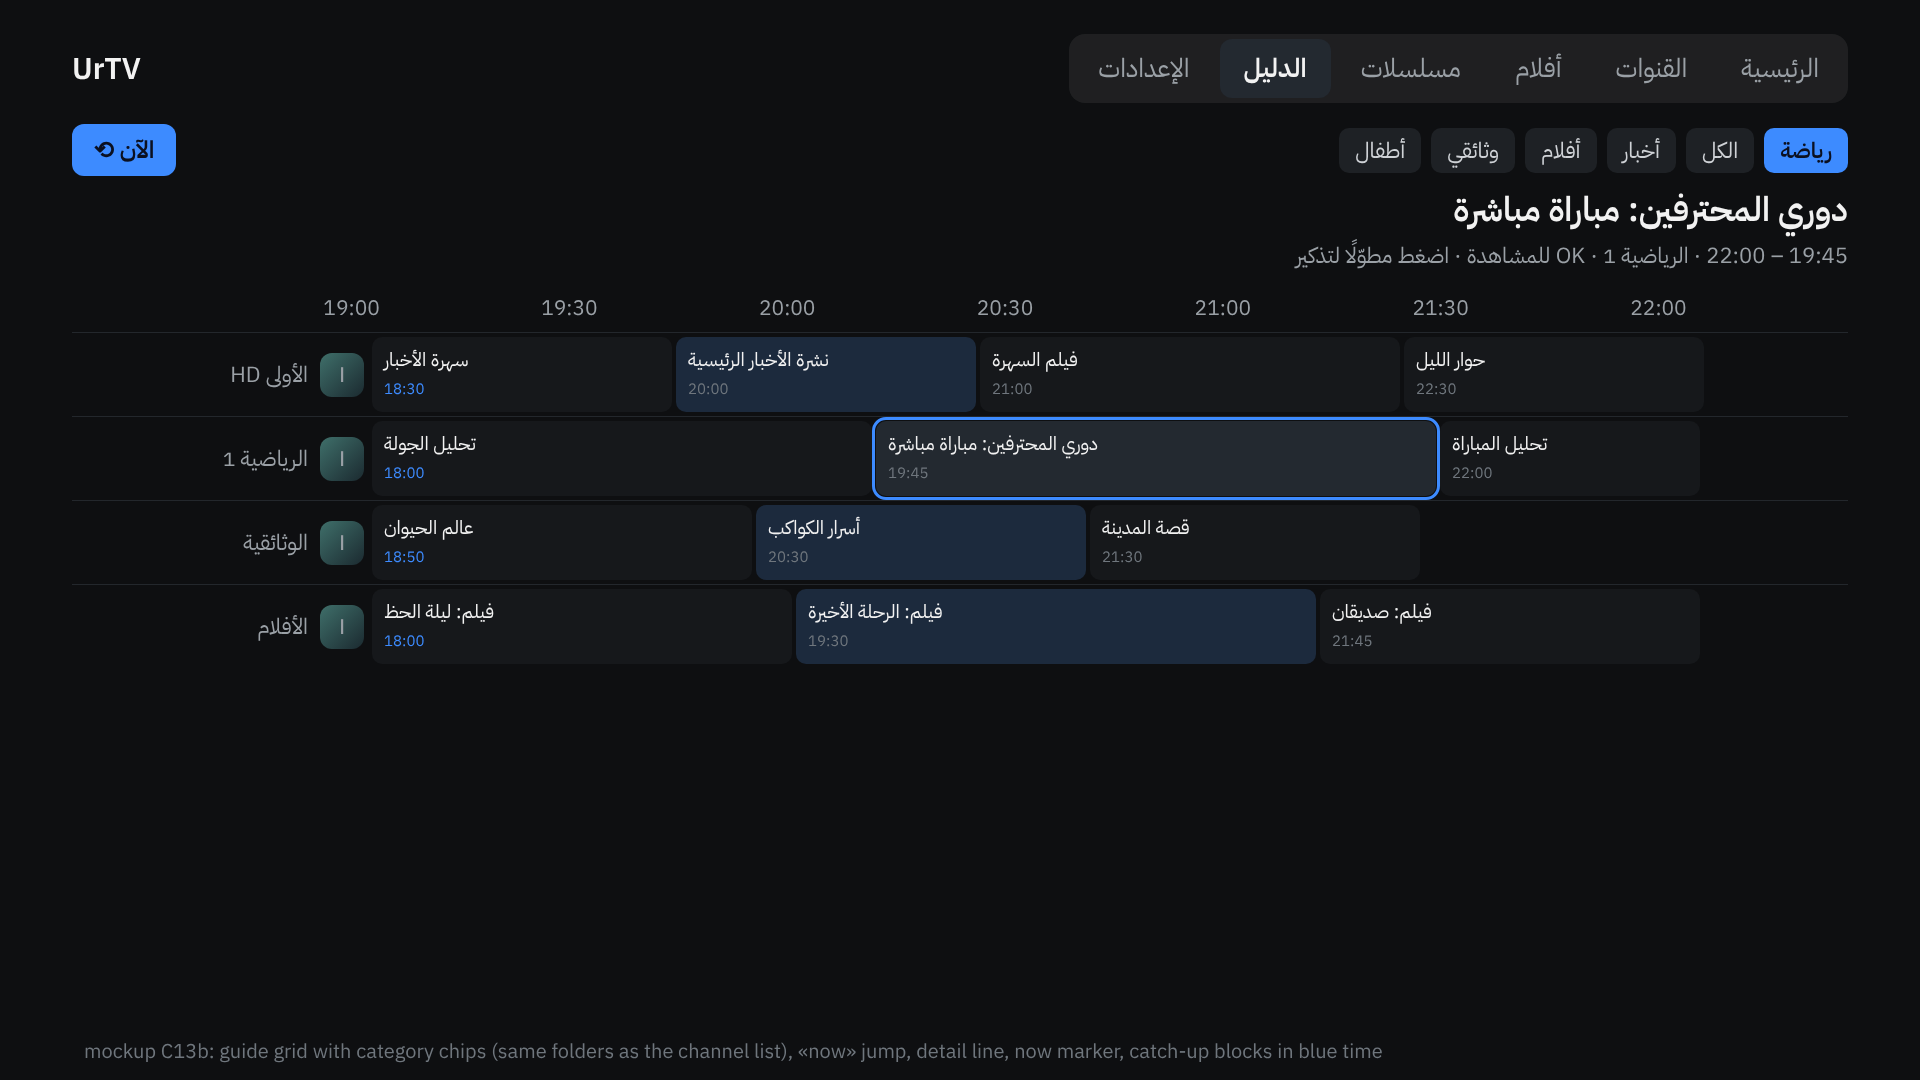 UrTV
الرئيسية القنوات أفلام مسلسلات الدليل الإعدادات
رياضة الكل أخبار أفلام وثائقي أطفال
الآن ⟲
دوري المحترفين: مباراة مباشرة
19:45 – 22:00 · الرياضية 1 · OK للمشاهدة · اضغط مطوّلًا لتذكير
19:00 19:30 20:00 20:30 21:00 21:30 22:00
الأولى HD
ا
سهرة الأخبار
18:30
نشرة الأخبار الرئيسية
20:00
فيلم السهرة
21:00
حوار الليل
22:30
الرياضية 1
ا
تحليل الجولة
18:00
دوري المحترفين: مباراة مباشرة
19:45
تحليل المباراة
22:00
الوثائقية
ا
عالم الحيوان
18:50
أسرار الكواكب
20:30
قصة المدينة
21:30
الأفلام
ا
فيلم: ليلة الحظ
18:00
فيلم: الرحلة الأخيرة
19:30
فيلم: صديقان
21:45
mockup C13b: guide grid with category chips (same folders as the channel list), «now» jump, detail line, now marker, catch-up blocks in blue time